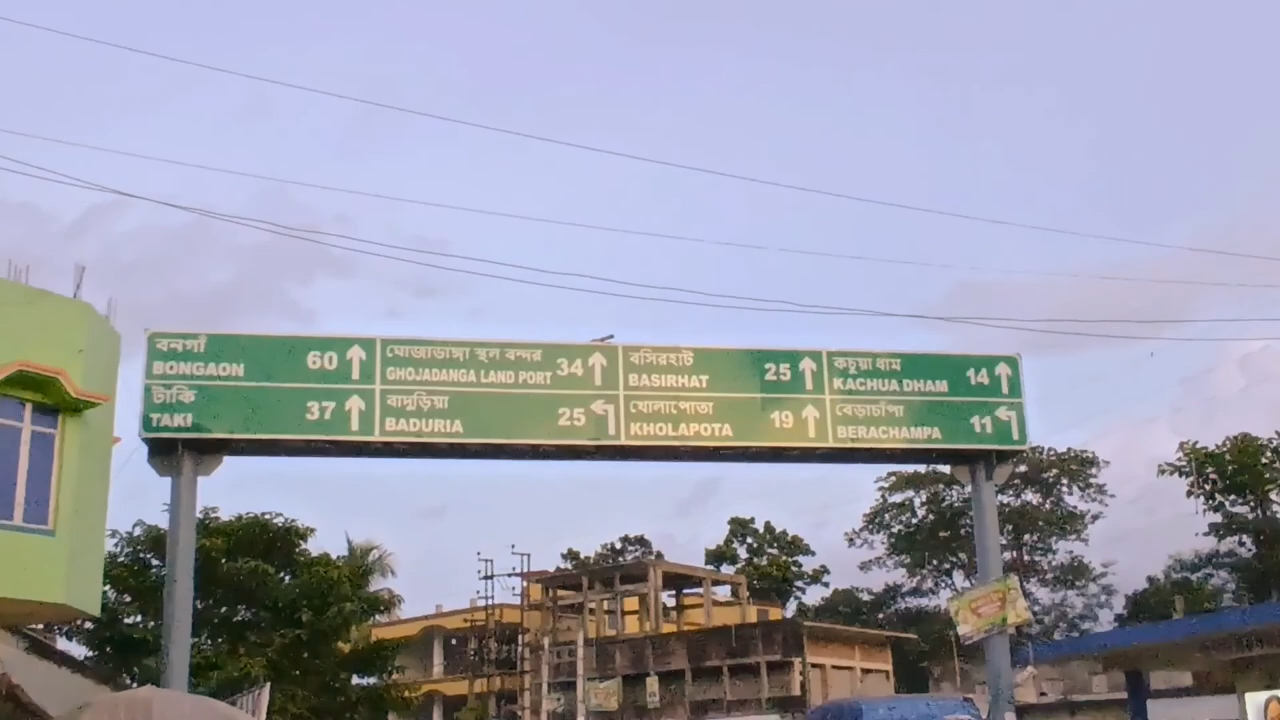 বনগাঁ
BONGAON 60
ঘোজাডাঙ্গা স্থল বন্দর
GHOJADANGA LAND PORT 34
বসিরহাট
BASIRHAT 25
কচুয়া ধাম
KACHUA DHAM 14
টাকি
TAKI 37
বাদুড়িয়া
BADURIA 25
খোলাপোতা
KHOLAPOTA 19
বেড়াচাঁপা
BERACHAMPA 11